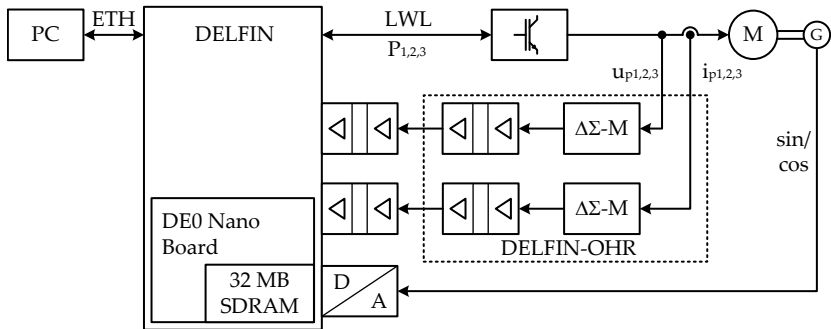 PC
ETH
DELFIN
LWL
P1,2,3
M
G
up1,2,3
ip1,2,3
ΔΣ-M
sin/
cos
ΔΣ-M
DE0 Nano
Board
DELFIN-OHR
32 MB
SDRAM
D
A